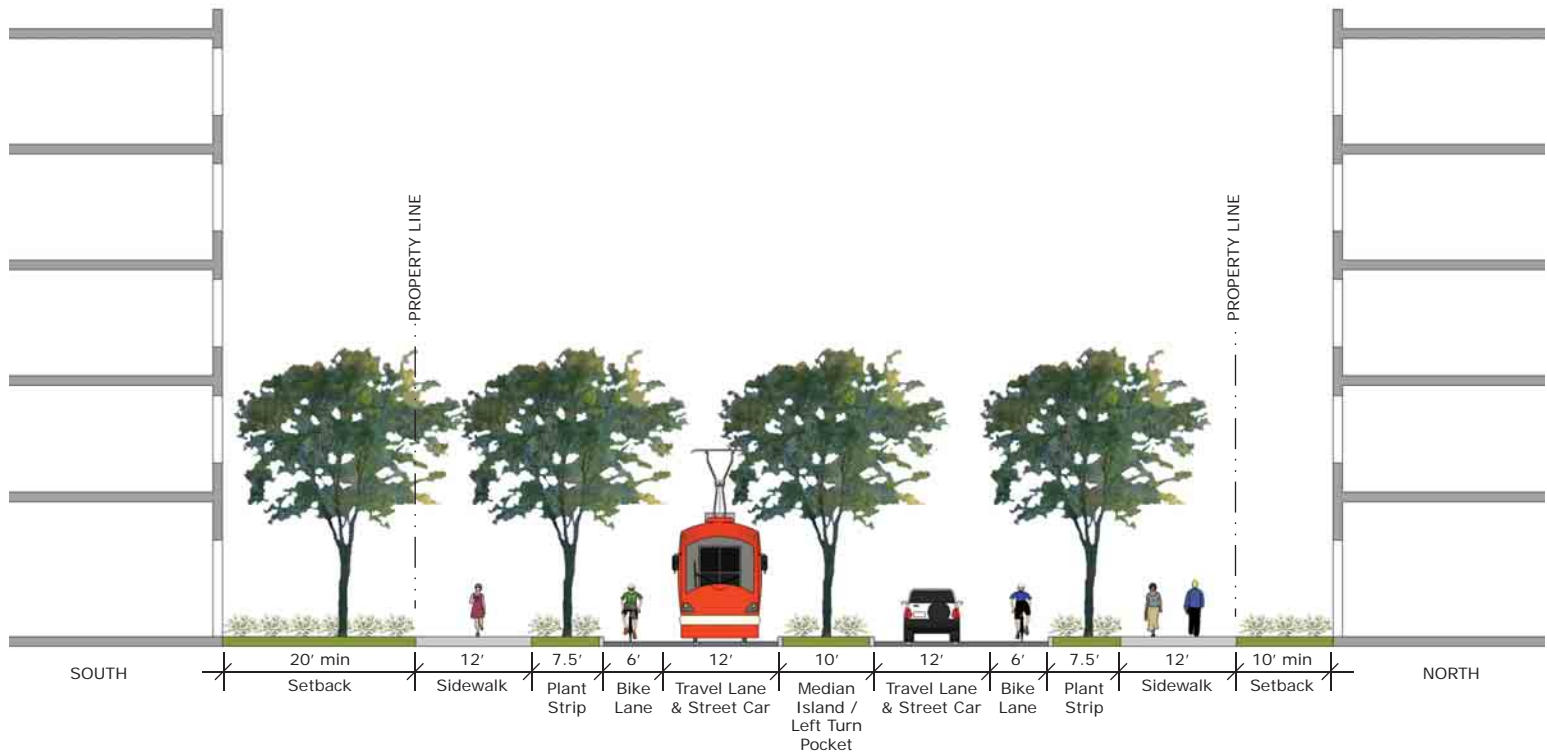 PROPERTY LINE
PROPERTY LINE
SOUTH
20' min
Setback
12'
Sidewalk
7.5'
Plant
Strip
6'
Bike
Lane
12'
Travel Lane
& Street Car
10'
Median
Island /
Left Turn
Pocket
12'
Travel Lane
& Street Car
6'
Bike
Lane
7.5'
Plant
Strip
12'
Sidewalk
10' min
Setback
NORTH